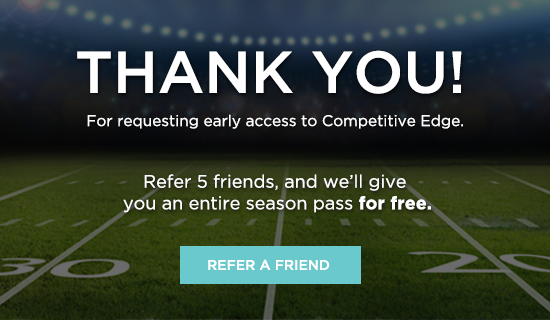 THANK YOU!
For requesting early access to Competitive Edge.
Refer 5 friends, and we'll give
you an entire season pass for free.
REFER A FRIEND
30
20